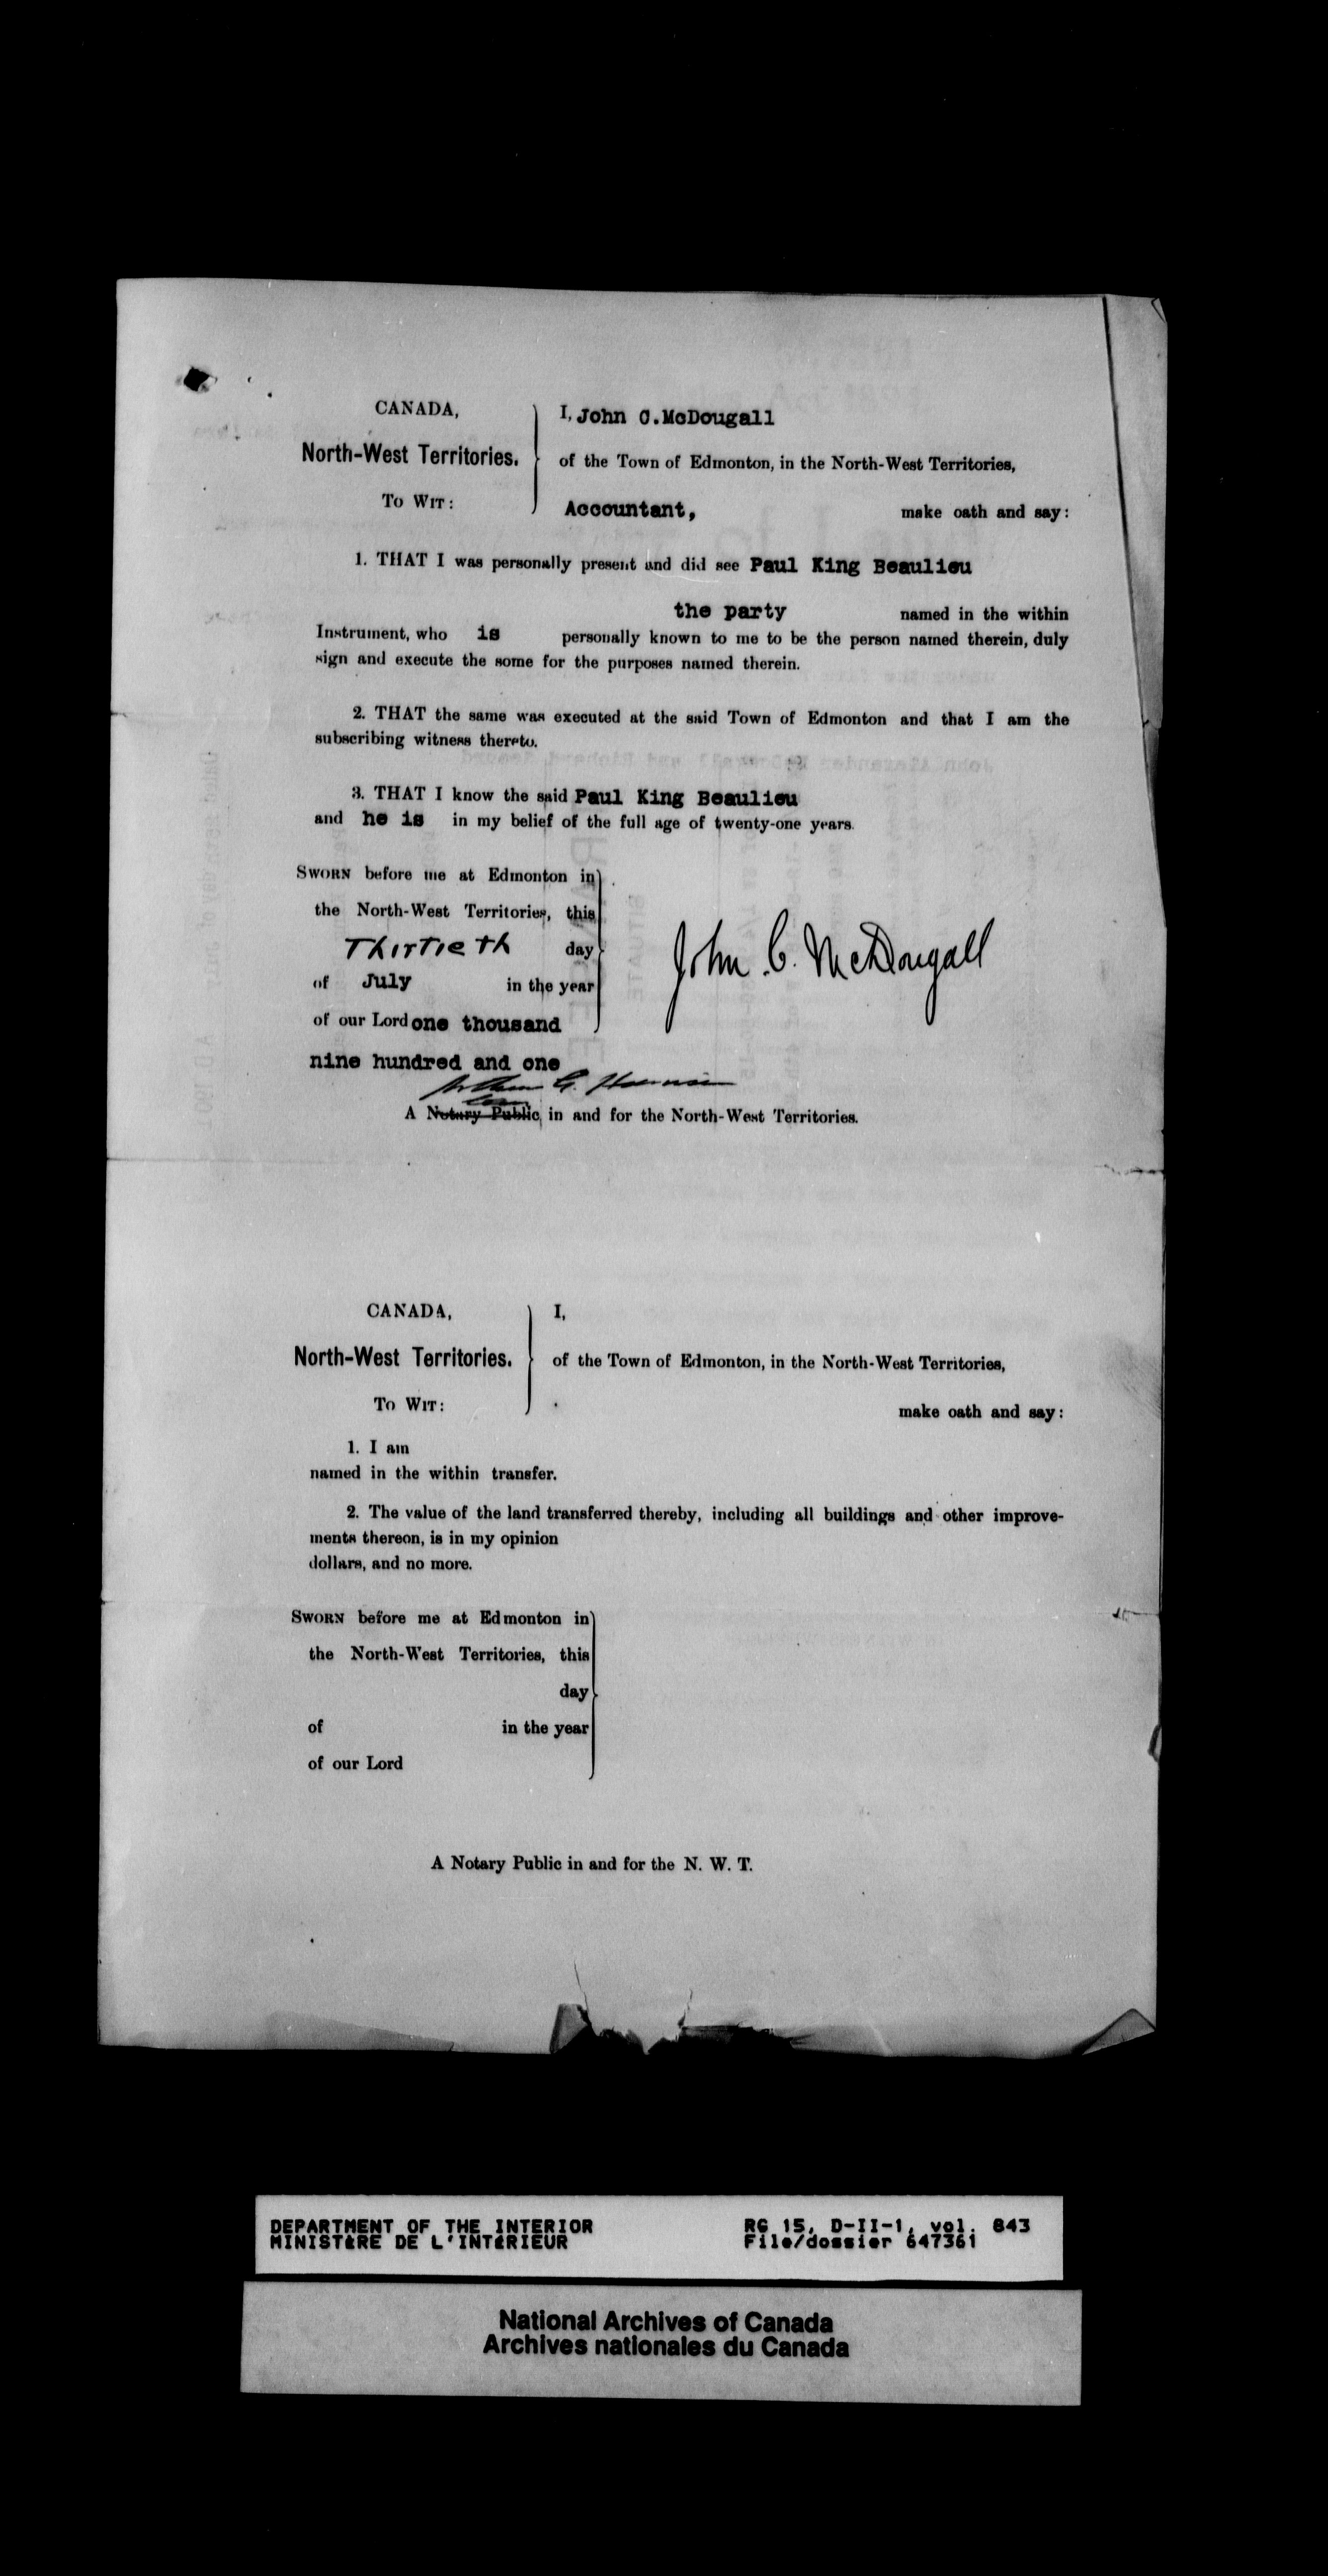 CANADA,
North-West Territories.
TO WIT:
I, John C.McDougall
of the Town of Edmonton, in the North-West Territories,
Accountant, make oath and say:
1. THAT I was personally present and did see Paul King Beaulieu
the party named in the within
Instrument, who is personally known to me to be the person named therein, duly
sign and execute the some for the purposes named therein.
2. THAT the same was executed at the said Town of Edmonton and that I am the
subscribing witness thereto.
3. THAT I know the said Paul King Beaulieu
and he is in my belief of the full age of twenty-one years.
SWORN before me at Edmonton in
the North-West Territories, this
Thirtieth day
of July in the year
of our Lord one thousand
nine hundred and one
John C. McDougall
Arthur G.
A Notary Public, in and for the North-West Territories.
CANADA,
North-West Territories.
TO WIT:
I,
of the Town of Edmonton, in the North-West Territories,
make oath and say:
1. I am
named in the within transfer.
2. The value of the land transferred thereby, including all buildings and other improve-
ments thereon, is in my opinion
dollars, and no more.
SWORN before me at Edmonton in
the North-West Territories, this
day
of in the year
of our Lord
A Notary Public in and for the N. W. T.
DEPARTMENT OF THE INTERIOR
MINISTÈRE DE L'INTÉRIEUR
RG 15, D-II-1, vol. 843
File/dossier 647361
National Archives of Canada
Archives nationales du Canada